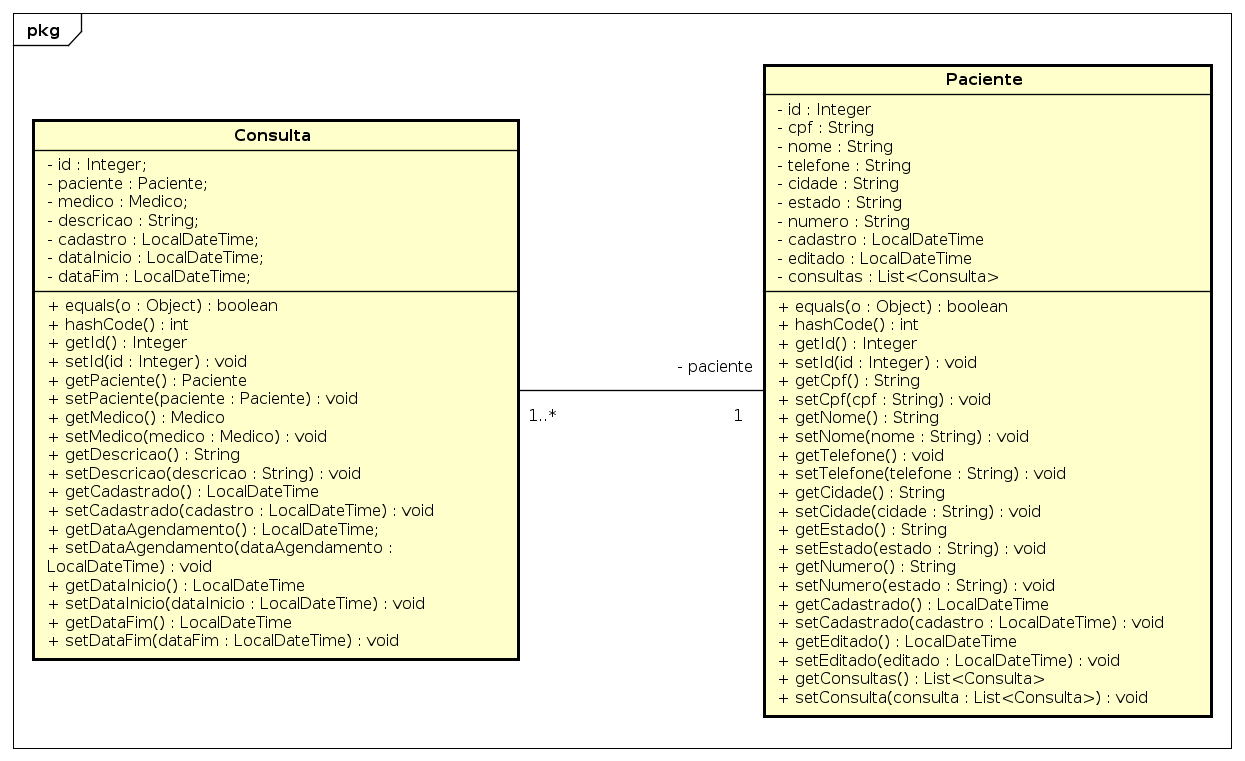 pkg
Consulta
- id : Integer;
- paciente : Paciente;
- medico : Medico;
- descricao : String;
- cadastro : LocalDateTime;
- dataInicio : LocalDateTime;
- dataFim : LocalDateTime;
+ equals(o : Object) : boolean
+ hashCode() : int
+ getId() : Integer
+ setId(id : Integer) : void
+ getPaciente() : Paciente
+ setPaciente(paciente : Paciente) : void
+ getMedico() : Medico
+ setMedico(medico : Medico) : void
+ getDescricao() : String
+ setDescricao(descricao : String) : void
+ getCadastrado() : LocalDateTime
+ setCadastrado(cadastro : LocalDateTime) : void
+ getDataAgendamento() : LocalDateTime;
+ setDataAgendamento(dataAgendamento :
LocalDateTime) : void
+ getDataInicio() : LocalDateTime
+ setDataInicio(dataInicio : LocalDateTime) : void
+ getDataFim() : LocalDateTime
+ setDataFim(dataFim : LocalDateTime) : void
- paciente
1..*
1
Paciente
- id : Integer
- cpf : String
- nome : String
- telefone : String
- cidade : String
- estado : String
- numero : String
- cadastro : LocalDateTime
- editado : LocalDateTime
- consultas : List<Consulta>
+ equals(o : Object) : boolean
+ hashCode() : int
+ getId() : Integer
+ setId(id : Integer) : void
+ getCpf() : String
+ setCpf(cpf : String) : void
+ getNome() : String
+ setNome(nome : String) : void
+ getTelefone() : void
+ setTelefone(telefone : String) : void
+ getCidade() : String
+ setCidade(cidade : String) : void
+ getEstado() : String
+ setEstado(estado : String) : void
+ getNumero() : String
+ setNumero(estado : String) : void
+ getCadastrado() : LocalDateTime
+ setCadastrado(cadastro : LocalDateTime) : void
+ getEditado() : LocalDateTime
+ setEditado(editado : LocalDateTime) : void
+ getConsultas() : List<Consulta>
+ setConsulta(consulta : List<Consulta>) : void